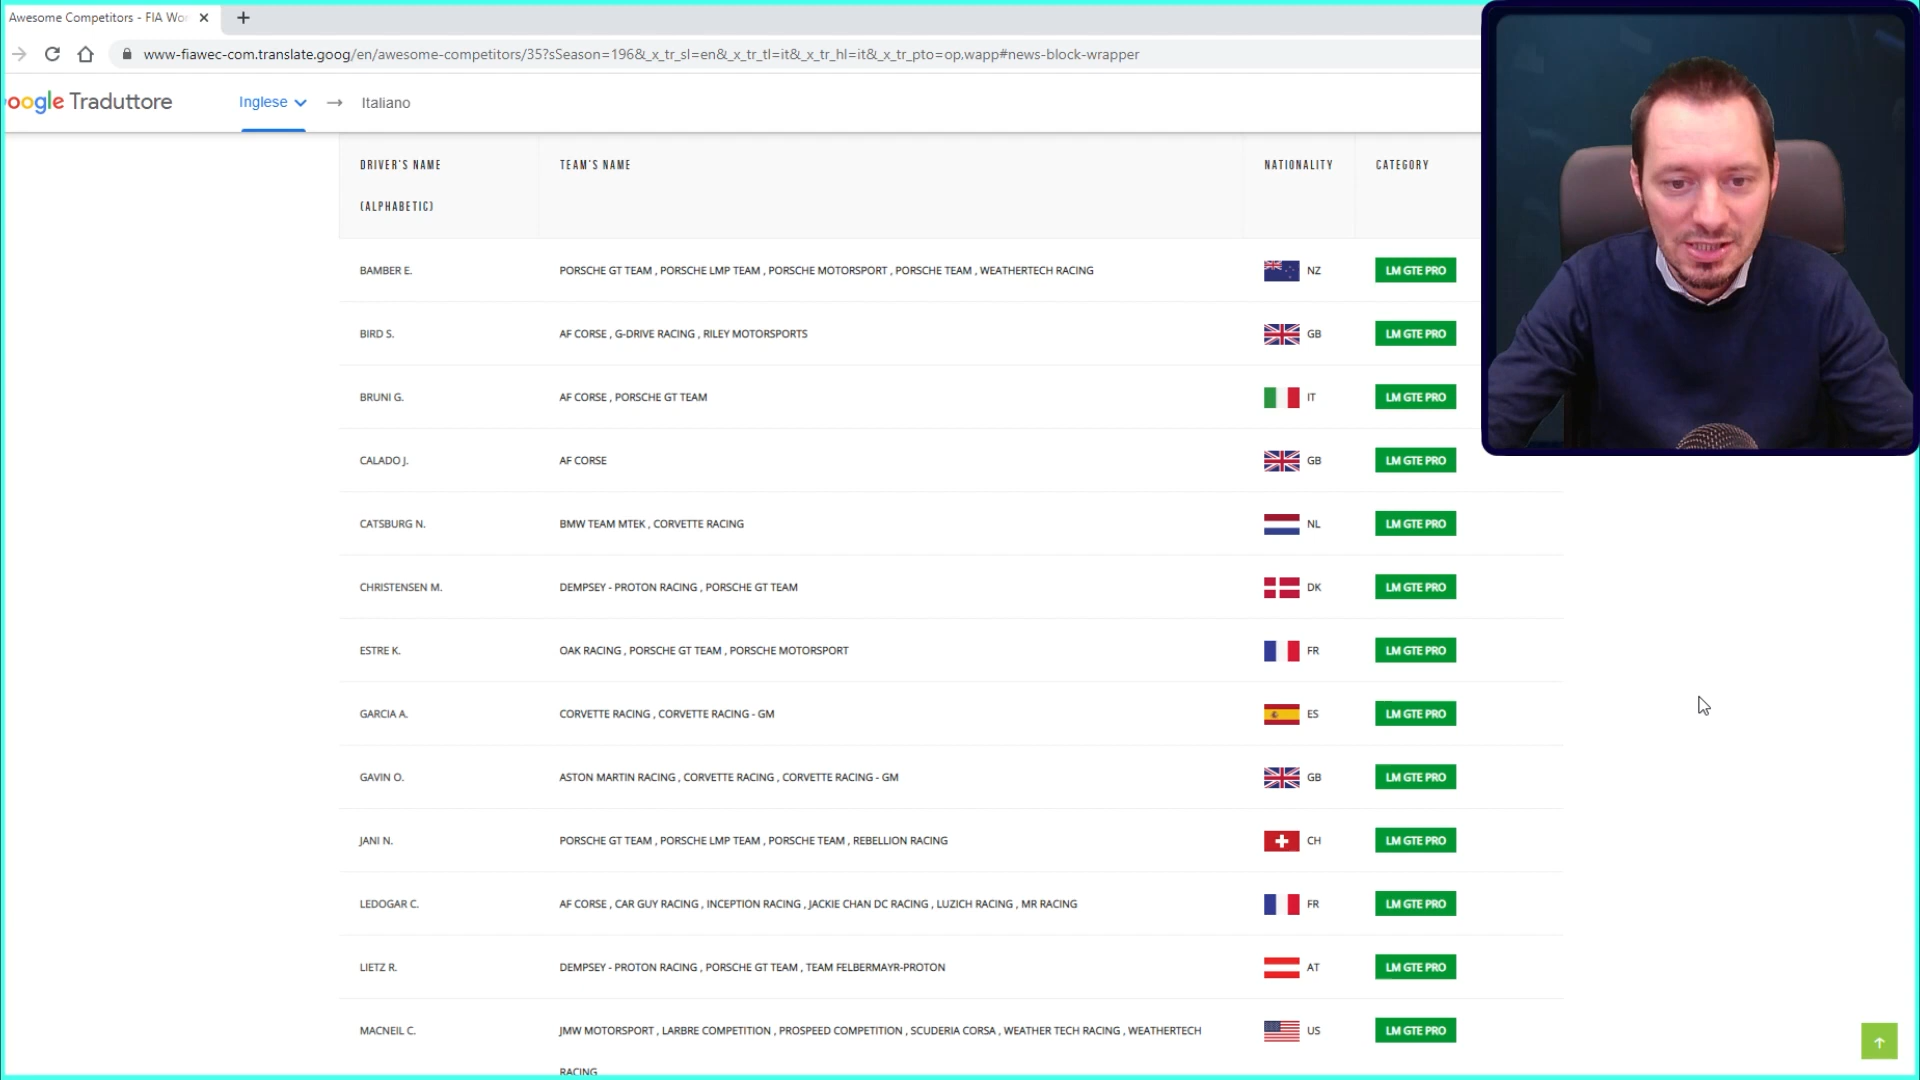 Awesome Competitors - FIA Wo
www-fiawec-com.translate.goog/en/awesome-competitors/35?sSeason=196&_x_tr_sl=en&_x_tr_tl=it&_x_tr_hl=it&_x_tr_pto=op,wapp#news-block-wrapper
oogle Traduttore Inglese → Italiano
DRIVER'S NAME TEAM'S NAME NATIONALITY CATEGORY
(ALPHABETIC)
BAMBER E. PORSCHE GT TEAM , PORSCHE LMP TEAM , PORSCHE MOTORSPORT , PORSCHE TEAM , WEATHERTECH RACING NZ LM GTE PRO
BIRD S. AF CORSE , G-DRIVE RACING , RILEY MOTORSPORTS GB LM GTE PRO
BRUNI G. AF CORSE , PORSCHE GT TEAM IT LM GTE PRO
CALADO J. AF CORSE GB LM GTE PRO
CATSBURG N. BMW TEAM MTEK , CORVETTE RACING NL LM GTE PRO
CHRISTENSEN M. DEMPSEY - PROTON RACING , PORSCHE GT TEAM DK LM GTE PRO
ESTRE K. OAK RACING , PORSCHE GT TEAM , PORSCHE MOTORSPORT FR LM GTE PRO
GARCIA A. CORVETTE RACING , CORVETTE RACING - GM ES LM GTE PRO
GAVIN O. ASTON MARTIN RACING , CORVETTE RACING , CORVETTE RACING - GM GB LM GTE PRO
JANI N. PORSCHE GT TEAM , PORSCHE LMP TEAM , PORSCHE TEAM , REBELLION RACING CH LM GTE PRO
LEDOGAR C. AF CORSE , CAR GUY RACING , INCEPTION RACING , JACKIE CHAN DC RACING , LUZICH RACING , MR RACING FR LM GTE PRO
LIETZ R. DEMPSEY - PROTON RACING , PORSCHE GT TEAM , TEAM FELBERMAYR-PROTON AT LM GTE PRO
MACNEIL C. JMW MOTORSPORT , LARBRE COMPETITION , PROSPEED COMPETITION , SCUDERIA CORSA , WEATHER TECH RACING , WEATHERTECH US LM GTE PRO
RACING